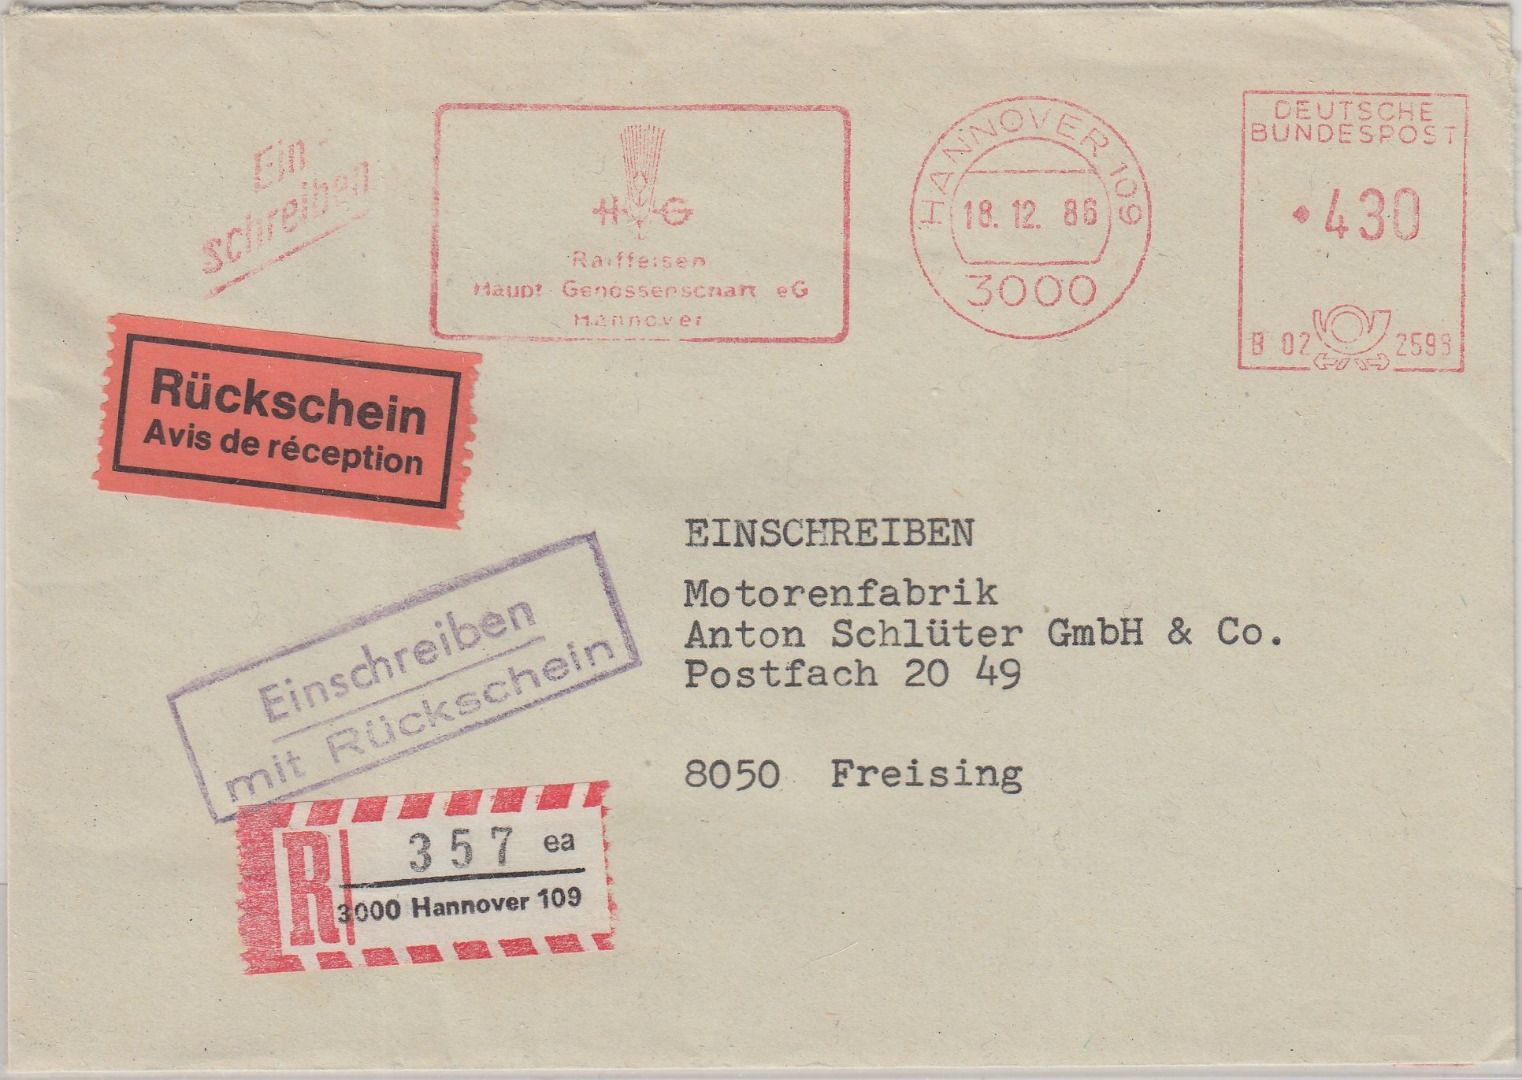 Ein-
schreiben
H G
Raiffeisen
Haupt Genossenschaft eG
Hannover
HANNOVER 109
18.12.86
3000
DEUTSCHE
BUNDESPOST
430
B 02 2598
Rückschein
Avis de réception
EINSCHREIBEN
Motorenfabrik
Anton Schlüter GmbH & Co.
Postfach 20 49
8050 Freising
Einschreiben
mit Rückschein
R 357 ea
3000 Hannover 109